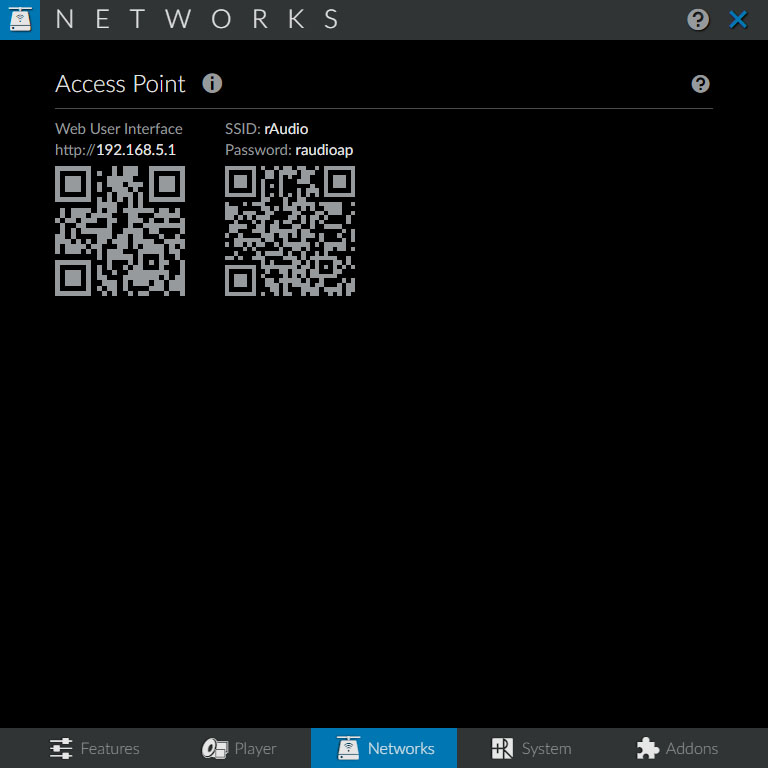 NETWORKS
Access Point
Web User Interface
http://192.168.5.1
SSID: rAudio
Password: raudioap
Features
Player
Networks
System
Addons